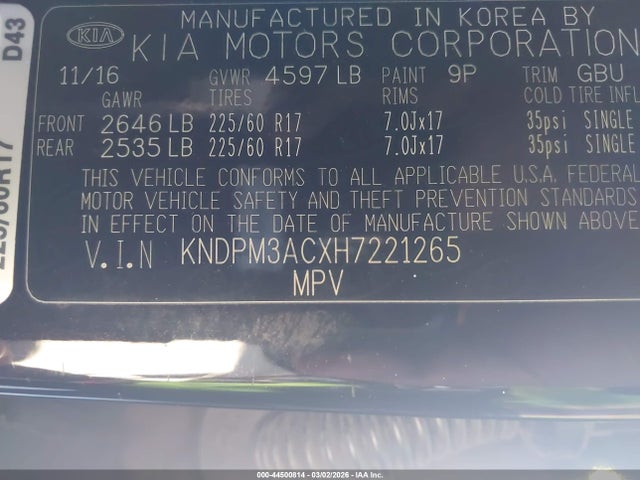 MANUFACTURED IN KOREA BY
KIA KIA MOTORS CORPORATION
11/16 GVWR 4597 LB PAINT 9P TRIM GBU
GAWR TIRES RIMS COLD TIRE INFL
FRONT 2646 LB 225/60 R17 7.0Jx17 35psi SINGLE
REAR 2535 LB 225/60 R17 7.0Jx17 35psi SINGLE
THIS VEHICLE CONFORMS TO ALL APPLICABLE U.S.A. FEDERAL
MOTOR VEHICLE SAFETY AND THEFT PREVENTION STANDARDS
IN EFFECT ON THE DATE OF MANUFACTURE SHOWN ABOVE
V.I.N KNDPM3ACXH7221265
MPV
D43
000-44500814 - 03/02/2026 - IAA Inc.